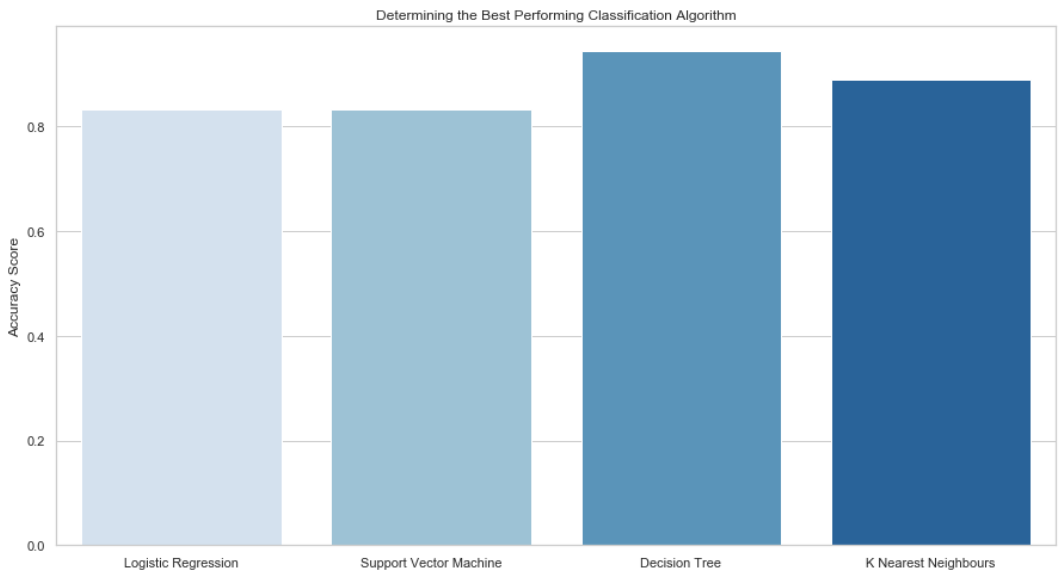 Determining the Best Performing Classification Algorithm
Accuracy Score
0.8
0.6
0.4
0.2
0.0
Logistic Regression
Support Vector Machine
Decision Tree
K Nearest Neighbours